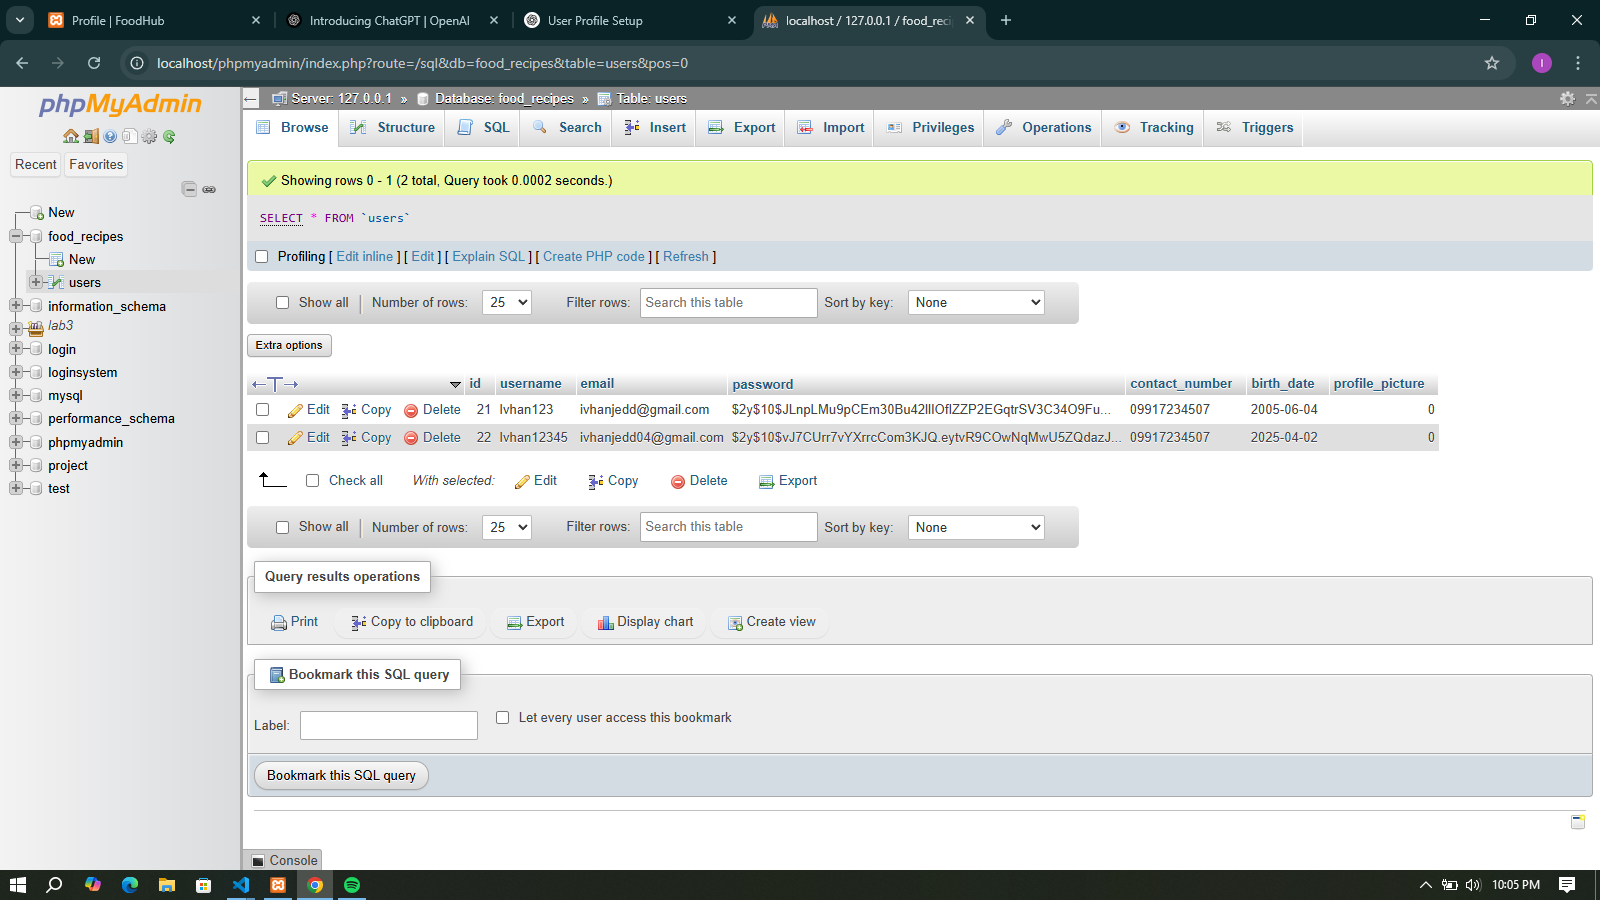 Profile | FoodHub
Introducing ChatGPT | OpenAI
User Profile Setup
localhost / 127.0.0.1 / food_reci
localhost/phpmyadmin/index.php?route=/sql&db=food_recipes&table=users&pos=0
I
phpMyAdmin
Recent
Favorites
New
food_recipes
New
users
information_schema
lab3
login
loginsystem
mysql
performance_schema
phpmyadmin
project
test
Server: 127.0.0.1 » Database: food_recipes » Table: users
Browse
Structure
SQL
Search
Insert
Export
Import
Privileges
Operations
Tracking
Triggers
Showing rows 0 - 1 (2 total, Query took 0.0002 seconds.)
SELECT * FROM `users`
Profiling [ Edit inline ] [ Edit ] [ Explain SQL ] [ Create PHP code ] [ Refresh ]
Show all | Number of rows: 25 Filter rows: Search this table Sort by key: None
Extra options
id username email password contact_number birth_date profile_picture
Edit Copy Delete 21 Ivhan123 ivhanjedd@gmail.com $2y$10$JLnpLMu9pCEm30Bu42lIIOflZZP2EGqtrSV3C34O9Fu... 09917234507 2005-06-04 0
Edit Copy Delete 22 Ivhan12345 ivhanjedd04@gmail.com $2y$10$vJ7CUrr7vYXrrcCom3KJQ.eytvR9COwNqMwU5ZQdazJ... 09917234507 2025-04-02 0
Check all With selected: Edit Copy Delete Export
Show all | Number of rows: 25 Filter rows: Search this table Sort by key: None
Query results operations
Print Copy to clipboard Export Display chart Create view
Bookmark this SQL query
Label: Let every user access this bookmark
Bookmark this SQL query
Console
10:05 PM